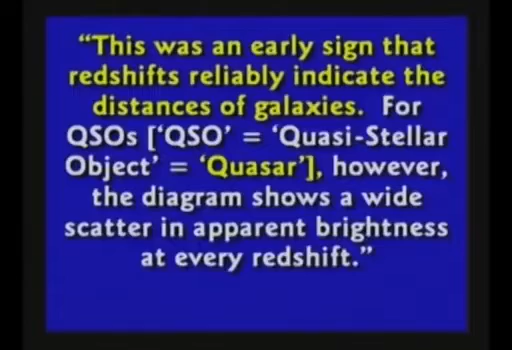 “This was an early sign that
redshifts reliably indicate the
distances of galaxies. For
QSOs [‘QSO’ = ‘Quasi-Stellar
Object’ = ‘Quasar’], however,
the diagram shows a wide
scatter in apparent brightness
at every redshift.”